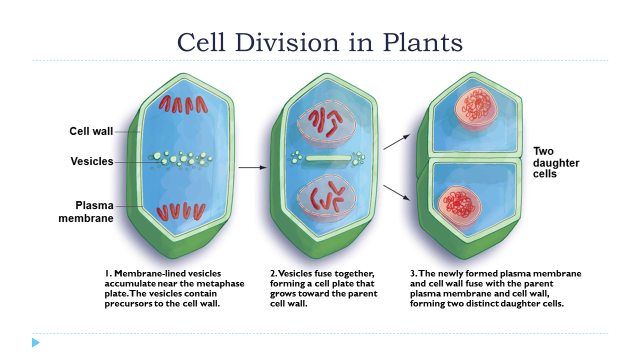 Cell Division in Plants
Cell wall
Vesicles
Plasma
membrane
Two
daughter
cells
1. Membrane-lined vesicles
accumulate near the metaphase
plate. The vesicles contain
precursors to the cell wall.
2. Vesicles fuse together,
forming a cell plate that
grows toward the parent
cell wall.
3. The newly formed plasma membrane
and cell wall fuse with the parent
plasma membrane and cell wall,
forming two distinct daughter cells.